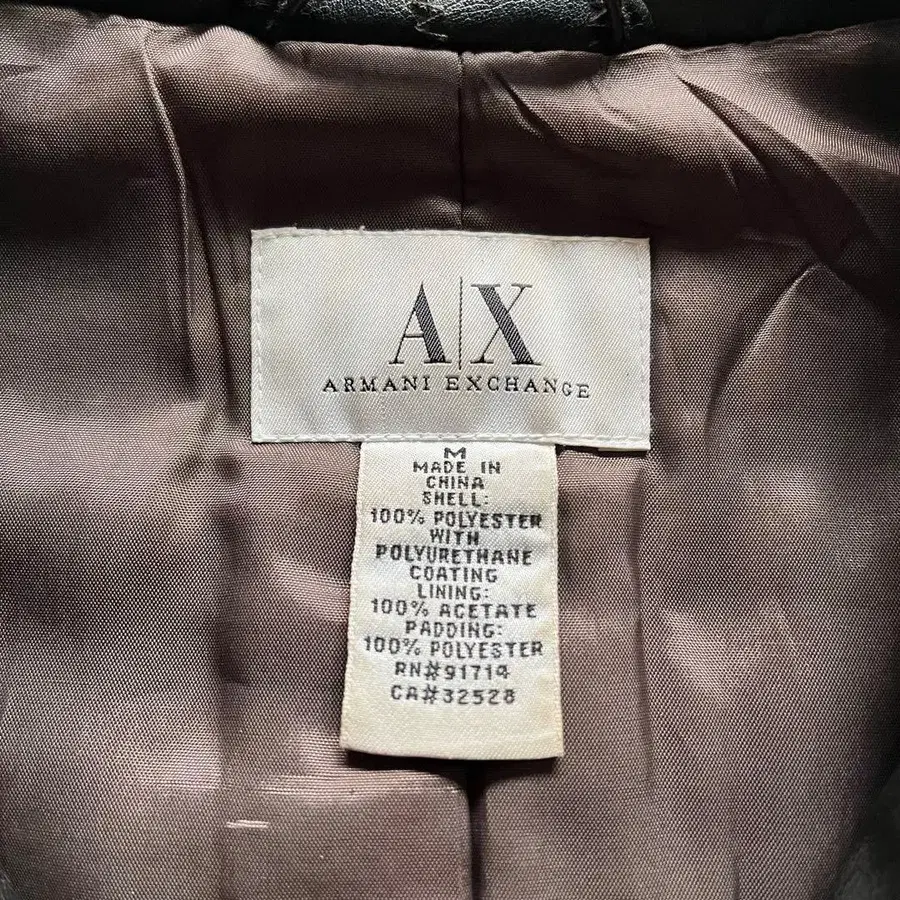 A|X
ARMANI EXCHANGE
M
MADE IN
CHINA
SHELL:
100% POLYESTER
WITH
POLYURETHANE
COATING
LINING:
100% ACETATE
PADDING:
100% POLYESTER
RN#91714
CA#32528